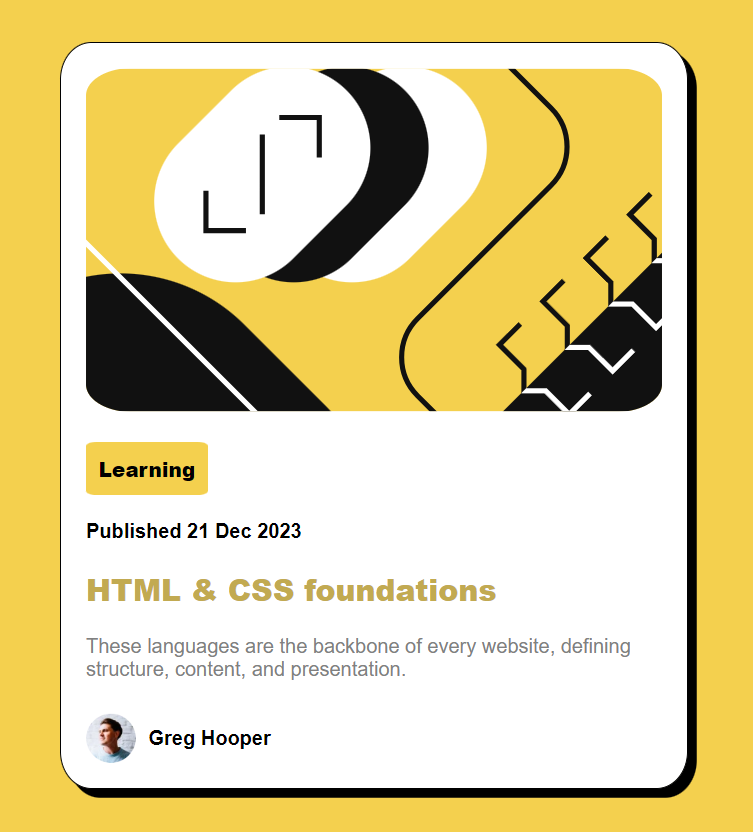 Learning
Published 21 Dec 2023
HTML & CSS foundations
These languages are the backbone of every website, defining
structure, content, and presentation.
Greg Hooper